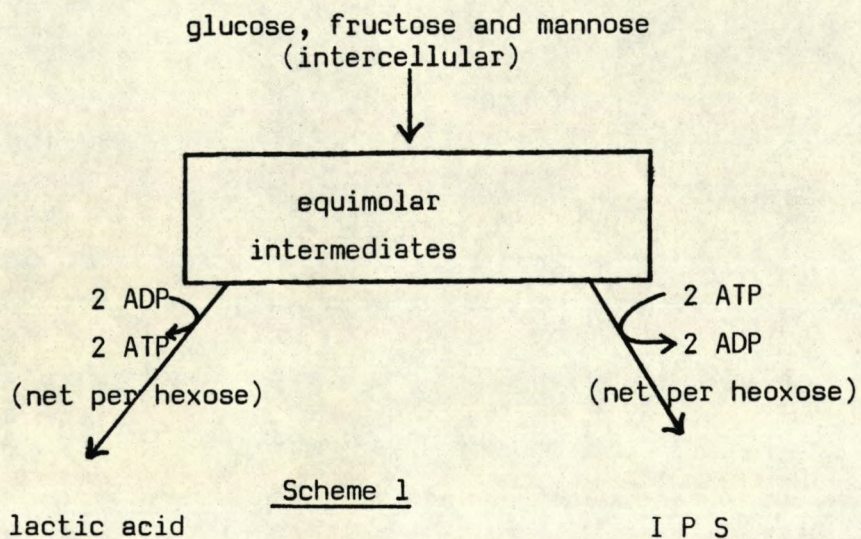 glucose, fructose and mannose
(intercellular)
equimolar
intermediates
2 ADP
2 ATP
2 ATP
2 ADP
(net per hexose)
(net per heoxose)
Scheme 1
lactic acid
I P S